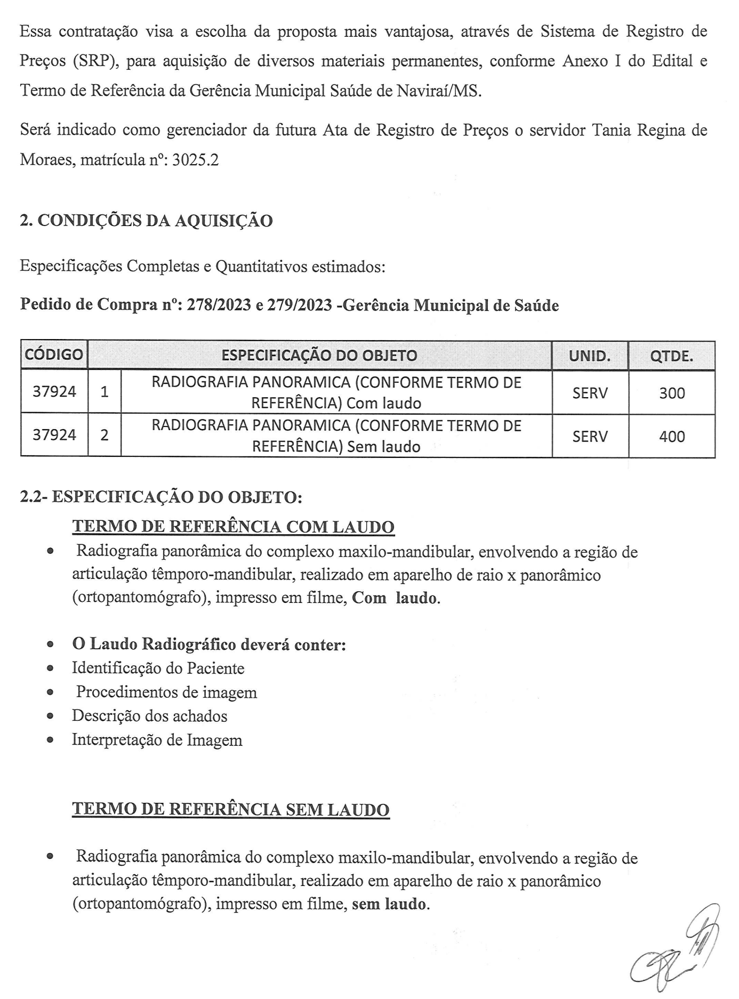 Essa contratação visa a escolha da proposta mais vantajosa, através de Sistema de Registro de
Preços (SRP), para aquisição de diversos materiais permanentes, conforme Anexo I do Edital e
Termo de Referência da Gerência Municipal Saúde de Naviraí/MS.
Será indicado como gerenciador da futura Ata de Registro de Preços o servidor Tania Regina de
Moraes, matrícula nº: 3025.2
2. CONDIÇÕES DA AQUISIÇÃO
Especificações Completas e Quantitativos estimados:
Pedido de Compra nº: 278/2023 e 279/2023 -Gerência Municipal de Saúde
CÓDIGO ESPECIFICAÇÃO DO OBJETO UNID. QTDE.
37924 1 RADIOGRAFIA PANORAMICA (CONFORME TERMO DE
REFERÊNCIA) Com laudo SERV 300
37924 2 RADIOGRAFIA PANORAMICA (CONFORME TERMO DE
REFERÊNCIA) Sem laudo SERV 400
2.2- ESPECIFICAÇÃO DO OBJETO:
TERMO DE REFERÊNCIA COM LAUDO
• Radiografia panorâmica do complexo maxilo-mandibular, envolvendo a região de
articulação têmporo-mandibular, realizado em aparelho de raio x panorâmico
(ortopantomógrafo), impresso em filme, Com laudo.
• O Laudo Radiográfico deverá conter:
• Identificação do Paciente
• Procedimentos de imagem
• Descrição dos achados
• Interpretação de Imagem
TERMO DE REFERÊNCIA SEM LAUDO
• Radiografia panorâmica do complexo maxilo-mandibular, envolvendo a região de
articulação têmporo-mandibular, realizado em aparelho de raio x panorâmico
(ortopantomógrafo), impresso em filme, sem laudo.